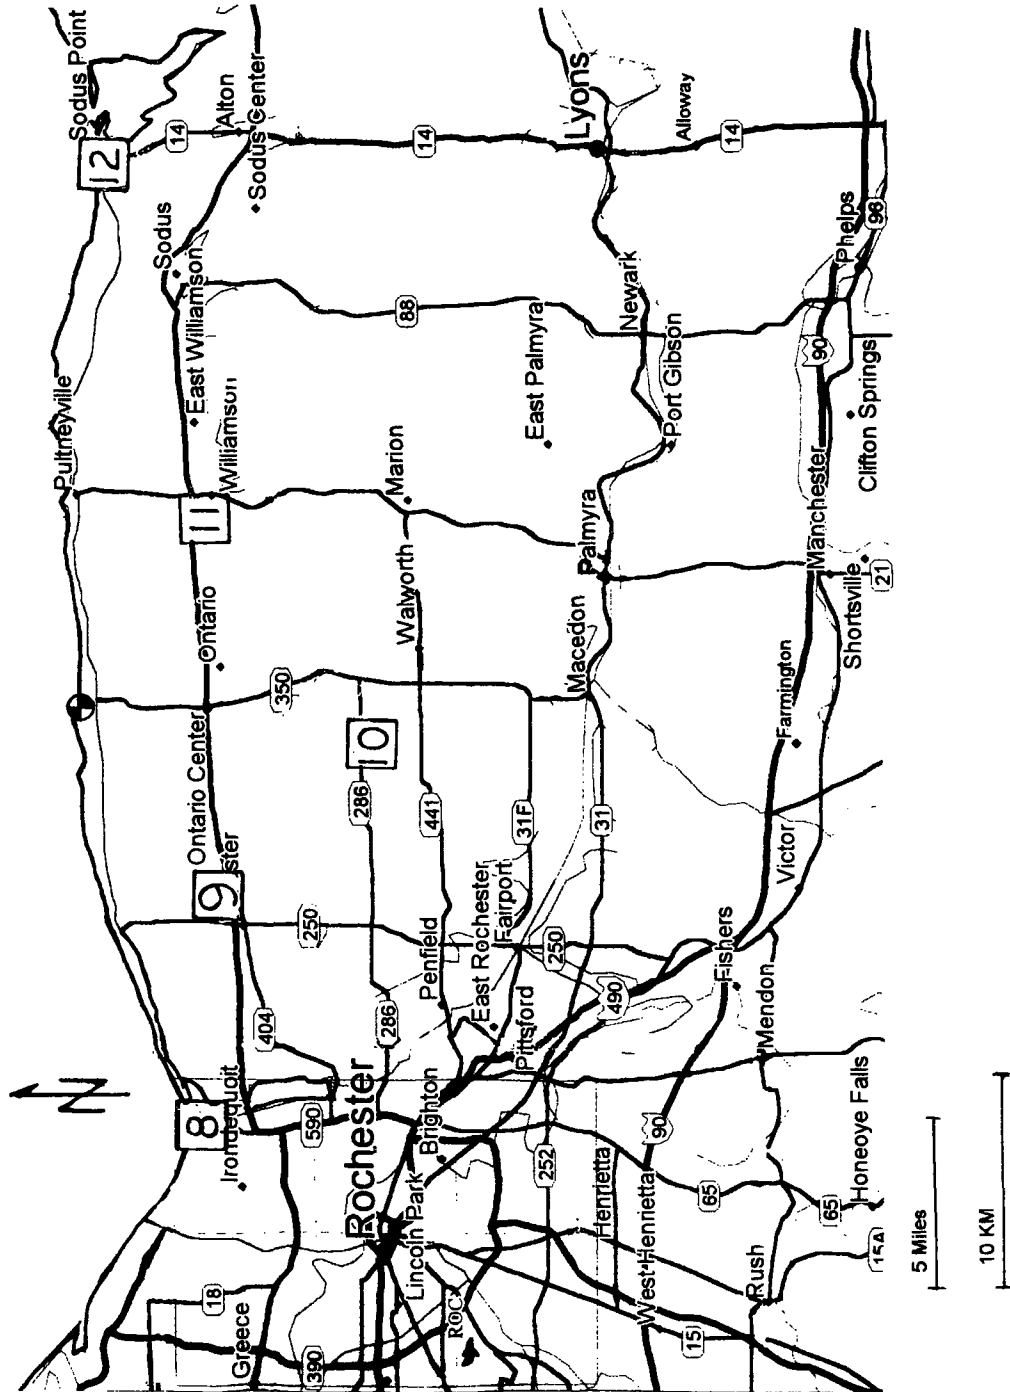 Sodus Point
12
14
Alton
Sodus Center
Sodus
East Williamson
88
14
Lyons
Alloway
14
Newark
Phelps
96
90
Pultneyville
Williamson
11
Marion
East Palmyra
Port Gibson
Clifton Springs
Manchester
Palmyra
Walworth
Ontario
350
Macedon
Shortsville
21
Farmington
Ontario Center
10
286
441
31F
31
Victor
ster
9
250
Penfield
East Rochester
Fairport
250
490
Fishers
Mendon
404
286
Pittsford
N
8
Irondequoit
590
Rochester
Brighton
252
90
65
Honeoye Falls
65
Henrietta
West Henrietta
Lincoln Park
15A
Rush
18
Greece
390
ROC
15
5 Miles
10 KM